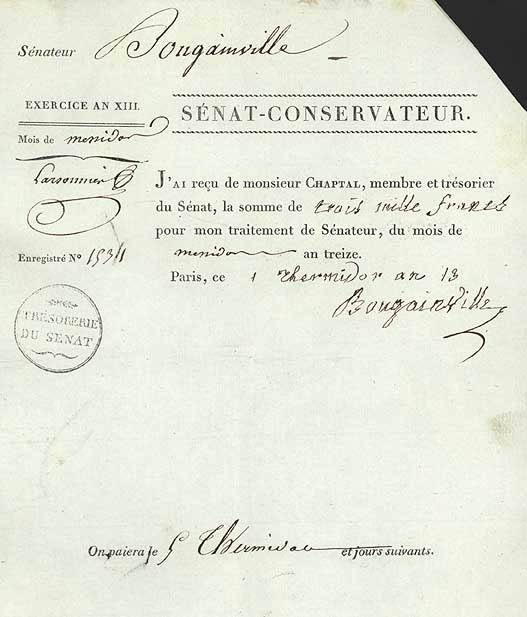 Sénateur Bougainville
EXERCICE AN XIII.
SÉNAT-CONSERVATEUR.
Mois de messidor
J'AI reçu de monsieur CHAPTAL, membre et trésorier
du Sénat, la somme de trois mille francs
pour mon traitement de Sénateur, du mois de
messidor an treize.
Enregistré Nº 1534
Paris, ce 1 thermidor an 13
Bougainville
TRÉSORERIE
DU SENAT
On paiera le 5 Thermidor et jours suivants.